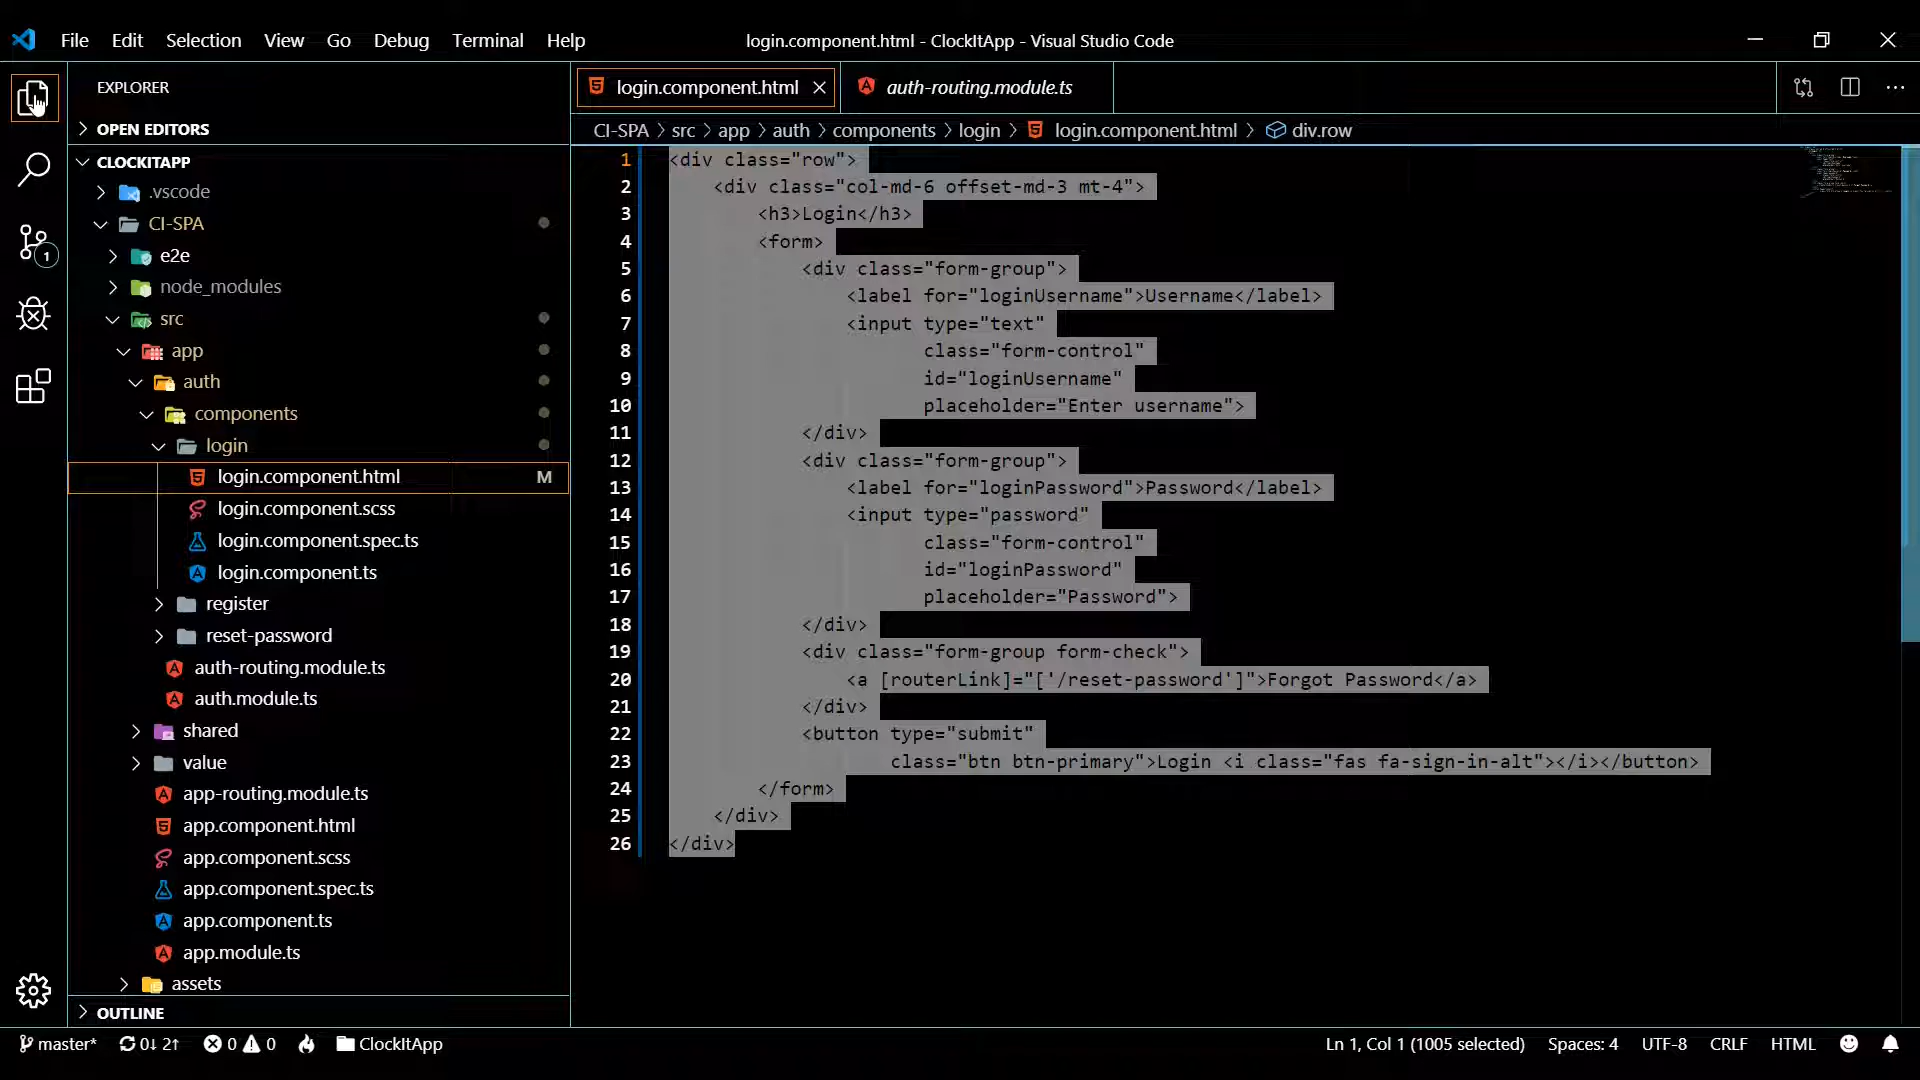 File Edit Selection View Go Debug Terminal Help
login.component.html - ClockItApp - Visual Studio Code
EXPLORER
OPEN EDITORS
CLOCKITAPP
.vscode
CI-SPA
e2e
node_modules
src
app
auth
components
login
login.component.html M
login.component.scss
login.component.spec.ts
login.component.ts
register
reset-password
auth-routing.module.ts
auth.module.ts
shared
value
app-routing.module.ts
app.component.html
app.component.scss
app.component.spec.ts
app.component.ts
app.module.ts
assets
OUTLINE
1
login.component.html auth-routing.module.ts
CI-SPA > src > app > auth > components > login > login.component.html > div.row
1 <div class="row">
2 <div class="col-md-6 offset-md-3 mt-4">
3 <h3>Login</h3>
4 <form>
5 <div class="form-group">
6 <label for="loginUsername">Username</label>
7 <input type="text"
8 class="form-control"
9 id="loginUsername"
10 placeholder="Enter username">
11 </div>
12 <div class="form-group">
13 <label for="loginPassword">Password</label>
14 <input type="password"
15 class="form-control"
16 id="loginPassword"
17 placeholder="Password">
18 </div>
19 <div class="form-group form-check">
20 <a [routerLink]="['/reset-password']">Forgot Password</a>
21 </div>
22 <button type="submit"
23 class="btn btn-primary">Login <i class="fas fa-sign-in-alt"></i></button>
24 </form>
25 </div>
26 </div>
master* 0↓ 2↑ 0 0 ClockItApp Ln 1, Col 1 (1005 selected) Spaces: 4 UTF-8 CRLF HTML